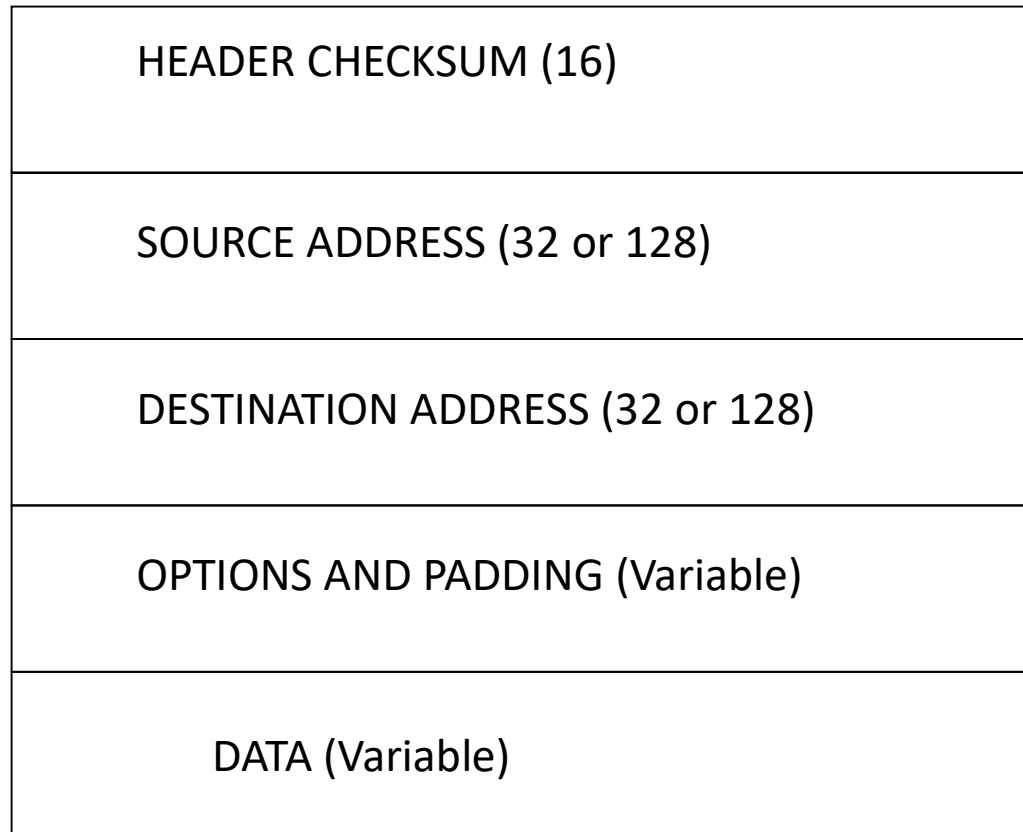 HEADER CHECKSUM (16)
SOURCE ADDRESS (32 or 128)
DESTINATION ADDRESS (32 or 128)
OPTIONS AND PADDING (Variable)
DATA (Variable)